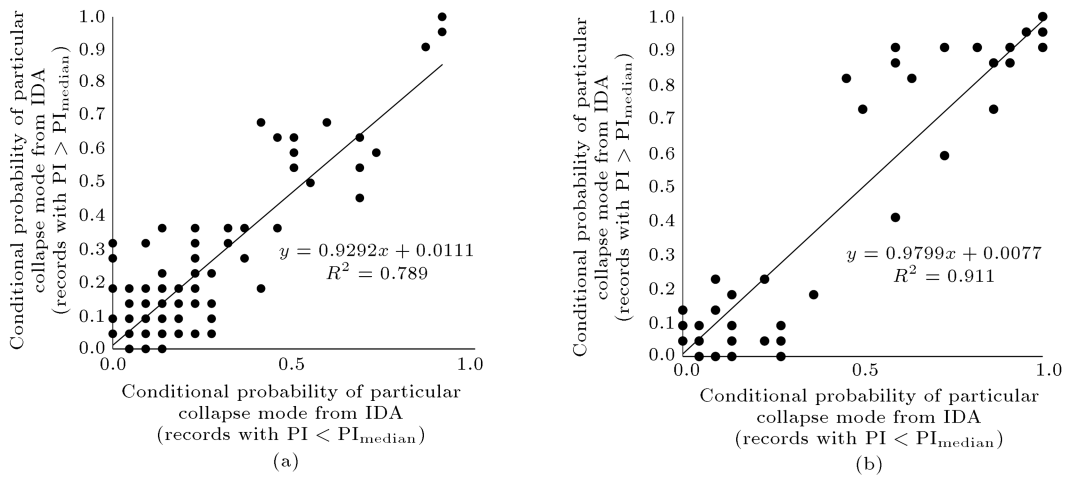 Conditional probability of particular
collapse mode from IDA
(records with PI > PI_median)
1.0
0.9
0.8
0.7
0.6
0.5
0.4
0.3
0.2
0.1
0.0
y = 0.9292x + 0.0111
R² = 0.789
0.0
0.5
1.0
Conditional probability of particular
collapse mode from IDA
(records with PI < PI_median)
(a)
Conditional probability of particular
collapse mode from IDA
(records with PI > PI_median)
1.0
0.9
0.8
0.7
0.6
0.5
0.4
0.3
0.2
0.1
0.0
y = 0.9799x + 0.0077
R² = 0.911
0.0
0.5
1.0
Conditional probability of particular
collapse mode from IDA
(records with PI < PI_median)
(b)